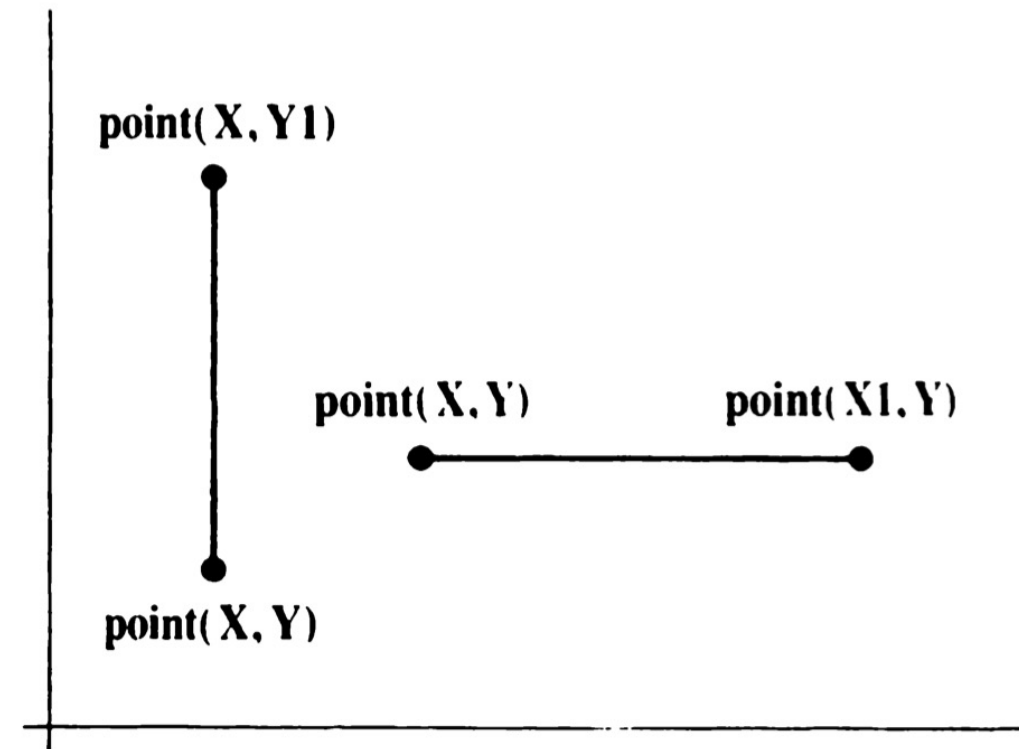 point(X, Y1)
point(X, Y)
point(X1, Y)
point(X, Y)